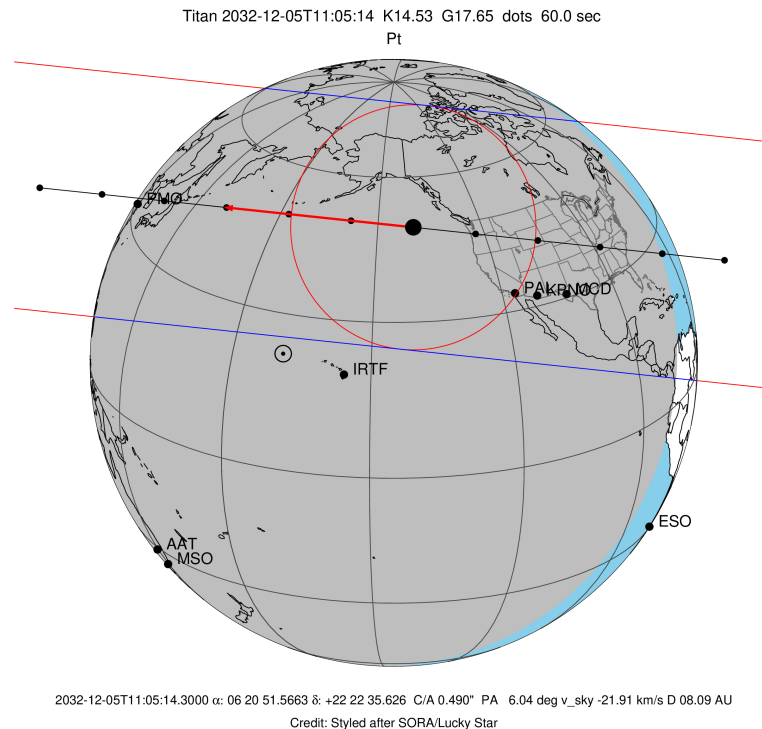 Titan 2032-12-05T11:05:14 K14.53 G17.65 dots 60.0 sec
Pt
PMO
PAL KPNO MCD
IRTF
ESO
AAT
MSO
2032-12-05T11:05:14.3000 α: 06 20 51.5663 δ: +22 22 35.626 C/A 0.490" PA 6.04 deg v_sky -21.91 km/s D 08.09 AU
Credit: Styled after SORA/Lucky Star